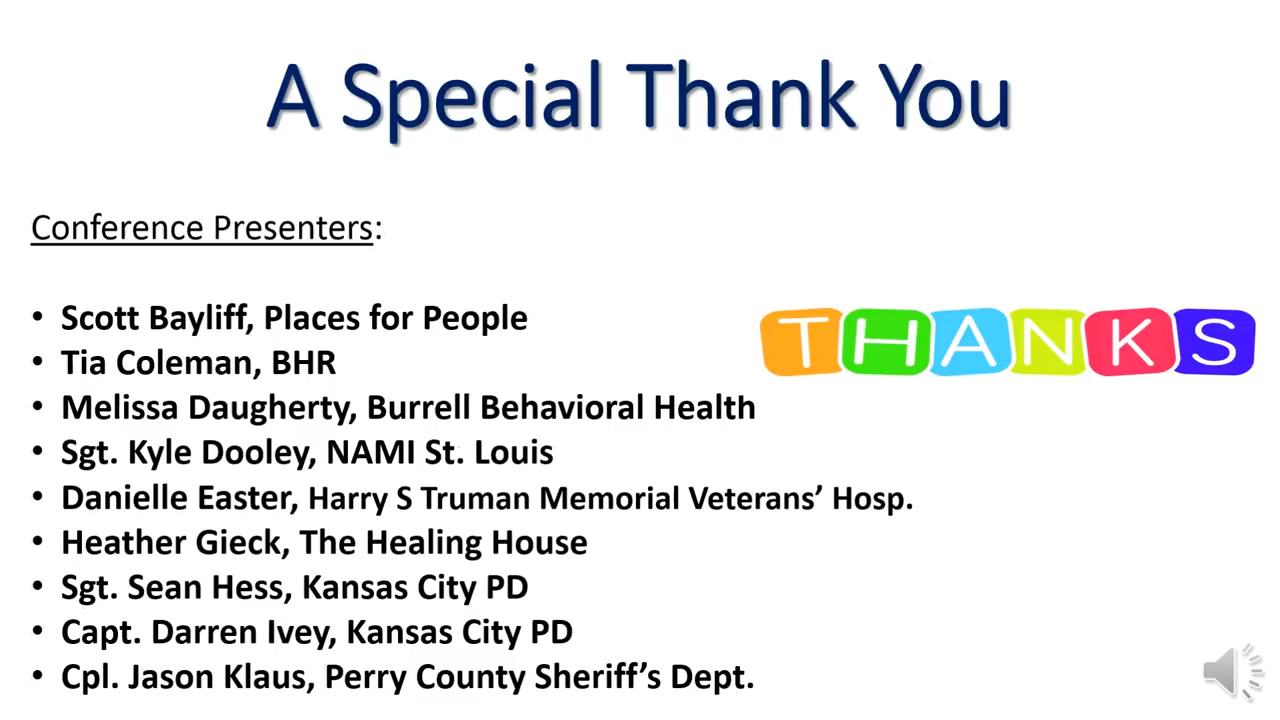 A Special Thank You
Conference Presenters:
• Scott Bayliff, Places for People
• Tia Coleman, BHR
THANKS
• Melissa Daugherty, Burrell Behavioral Health
• Sgt. Kyle Dooley, NAMI St. Louis
• Danielle Easter, Harry S Truman Memorial Veterans’ Hosp.
• Heather Gieck, The Healing House
• Sgt. Sean Hess, Kansas City PD
• Capt. Darren Ivey, Kansas City PD
• Cpl. Jason Klaus, Perry County Sheriff’s Dept.